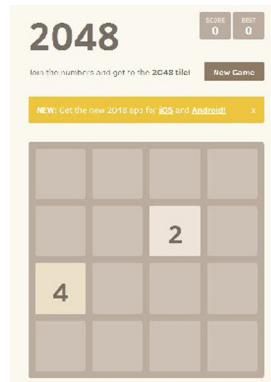 2048
SCORE
0
BEST
0
Join the numbers and get to the 2048 tile!
New Game
NEW: Get the new 2048 app for iOS and Android!
x
2
4